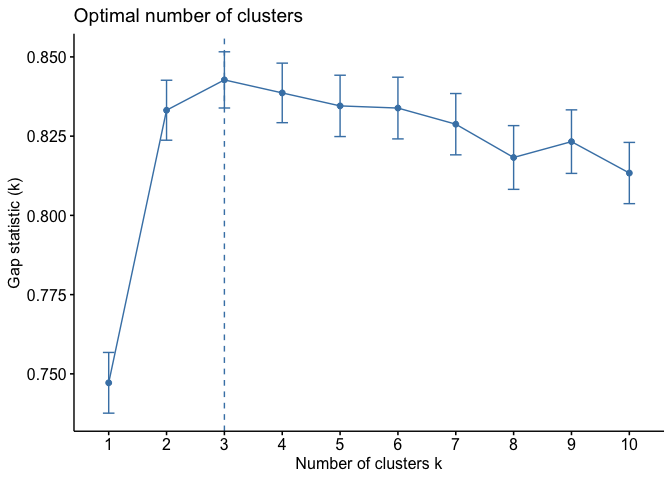 Optimal number of clusters
0.850
0.825
0.800
0.775
0.750
Gap statistic (k)
1 2 3 4 5 6 7 8 9 10
Number of clusters k